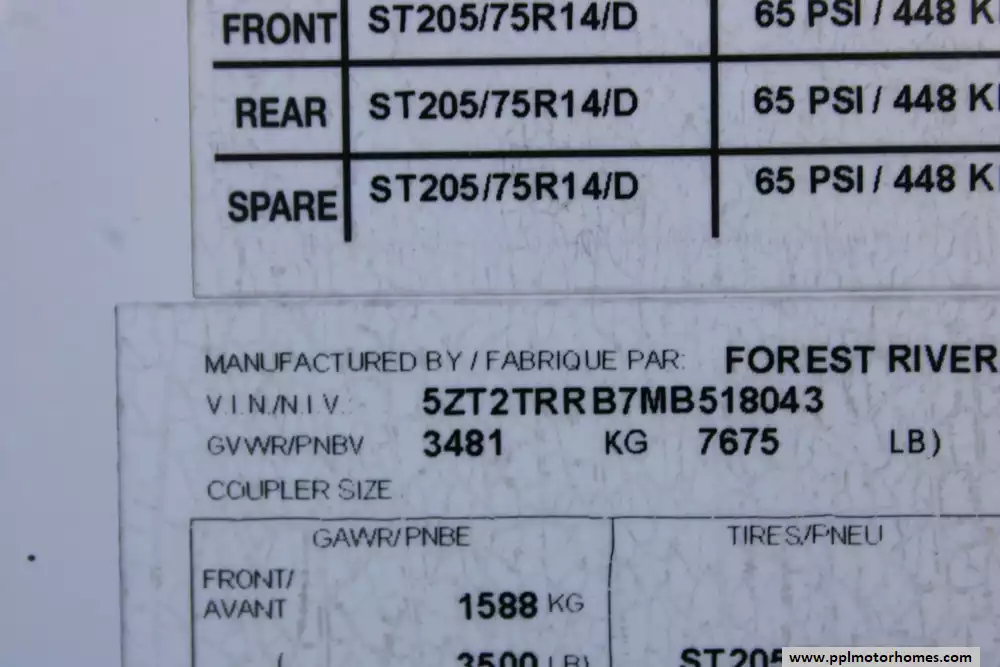 FRONT ST205/75R14/D 65 PSI / 448 K
REAR ST205/75R14/D 65 PSI / 448 K
SPARE ST205/75R14/D 65 PSI / 448 K
MANUFACTURED BY / FABRIQUE PAR: FOREST RIVER
V.I.N./N.I.V.: 5ZT2TRRB7MB518043
GVWR/PNBV 3481 KG 7675 LB)
COUPLER SIZE
GAWR/PNBE TIRES/PNEU
FRONT/
AVANT 1588 KG
( 3500 LB) ST205
www.pplmotorhomes.com